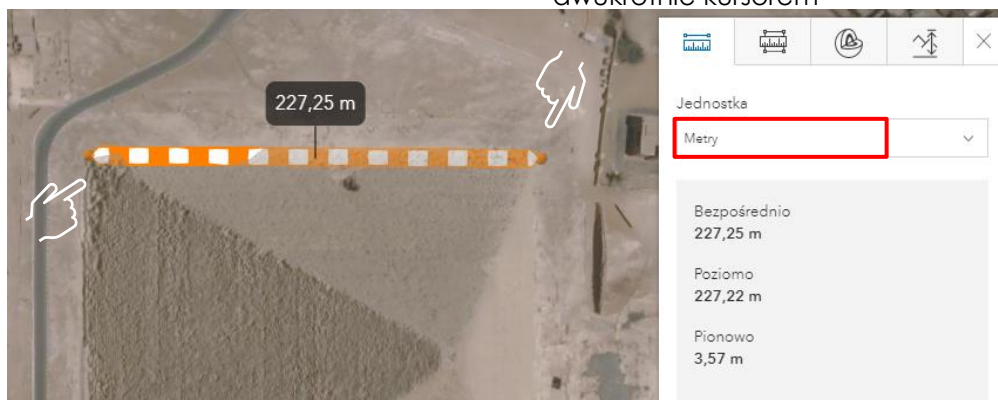 dwukrotnie kursorem
227,25 m
Jednostka
Metry
Bezpośrednio
227,25 m
Poziomo
227,22 m
Pionowo
3,57 m